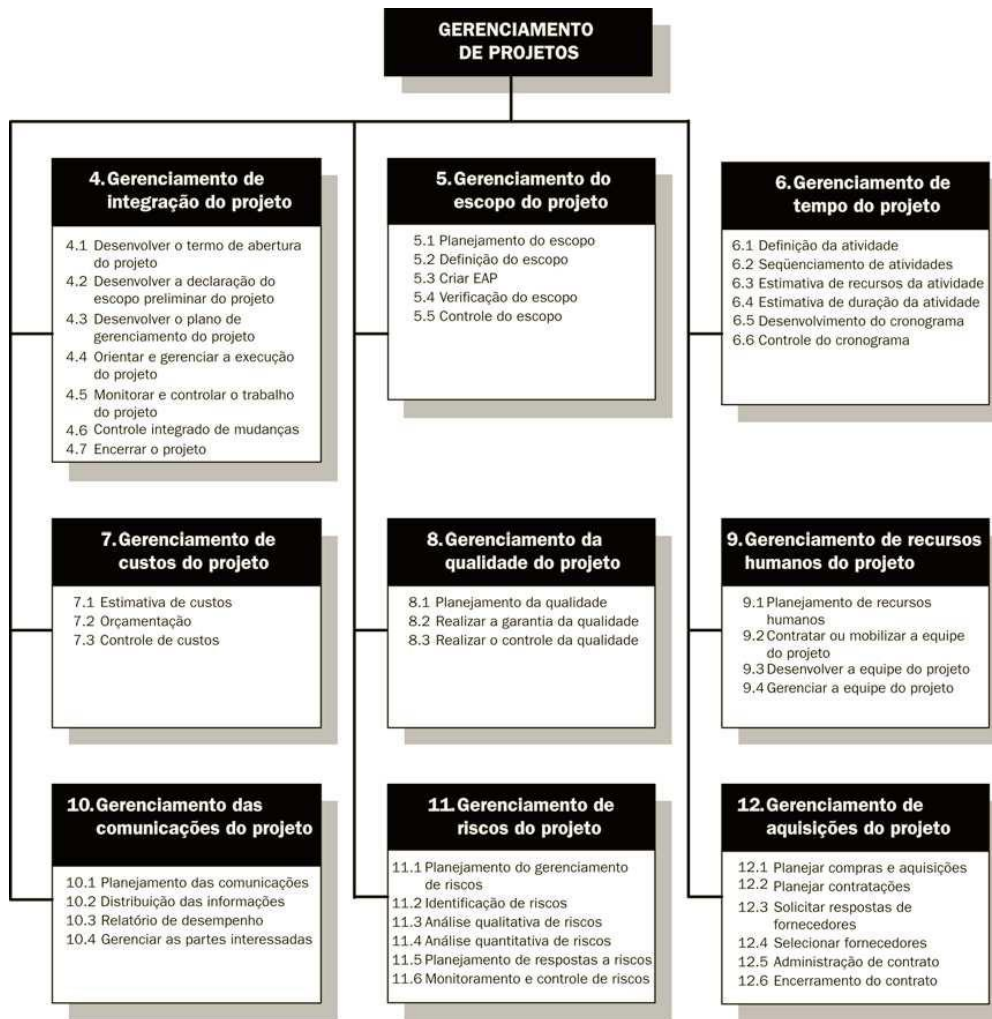 GERENCIAMENTO
DE PROJETOS
4. Gerenciamento de
integração do projeto
4.1 Desenvolver o termo de abertura
do projeto
4.2 Desenvolver a declaração do
escopo preliminar do projeto
4.3 Desenvolver o plano de
gerenciamento do projeto
4.4 Orientar e gerenciar a execução
do projeto
4.5 Monitorar e controlar o trabalho
do projeto
4.6 Controle integrado de mudanças
4.7 Encerrar o projeto
5. Gerenciamento do
escopo do projeto
5.1 Planejamento do escopo
5.2 Definição do escopo
5.3 Criar EAP
5.4 Verificação do escopo
5.5 Controle do escopo
6. Gerenciamento de
tempo do projeto
6.1 Definição da atividade
6.2 Seqüenciamento de atividades
6.3 Estimativa de recursos da atividade
6.4 Estimativa de duração da atividade
6.5 Desenvolvimento do cronograma
6.6 Controle do cronograma
7. Gerenciamento de
custos do projeto
7.1 Estimativa de custos
7.2 Orçamentação
7.3 Controle de custos
8. Gerenciamento da
qualidade do projeto
8.1 Planejamento da qualidade
8.2 Realizar a garantia da qualidade
8.3 Realizar o controle da qualidade
9. Gerenciamento de recursos
humanos do projeto
9.1 Planejamento de recursos
humanos
9.2 Contratar ou mobilizar a equipe
do projeto
9.3 Desenvolver a equipe do projeto
9.4 Gerenciar a equipe do projeto
10. Gerenciamento das
comunicações do projeto
10.1 Planejamento das comunicações
10.2 Distribuição das informações
10.3 Relatório de desempenho
10.4 Gerenciar as partes interessadas
11. Gerenciamento de
riscos do projeto
11.1 Planejamento do gerenciamento
de riscos
11.2 Identificação de riscos
11.3 Análise qualitativa de riscos
11.4 Análise quantitativa de riscos
11.5 Planejamento de respostas a riscos
11.6 Monitoramento e controle de riscos
12. Gerenciamento de
aquisições do projeto
12.1 Planejar compras e aquisições
12.2 Planejar contratações
12.3 Solicitar respostas de
fornecedores
12.4 Selecionar fornecedores
12.5 Administração de contrato
12.6 Encerramento do contrato